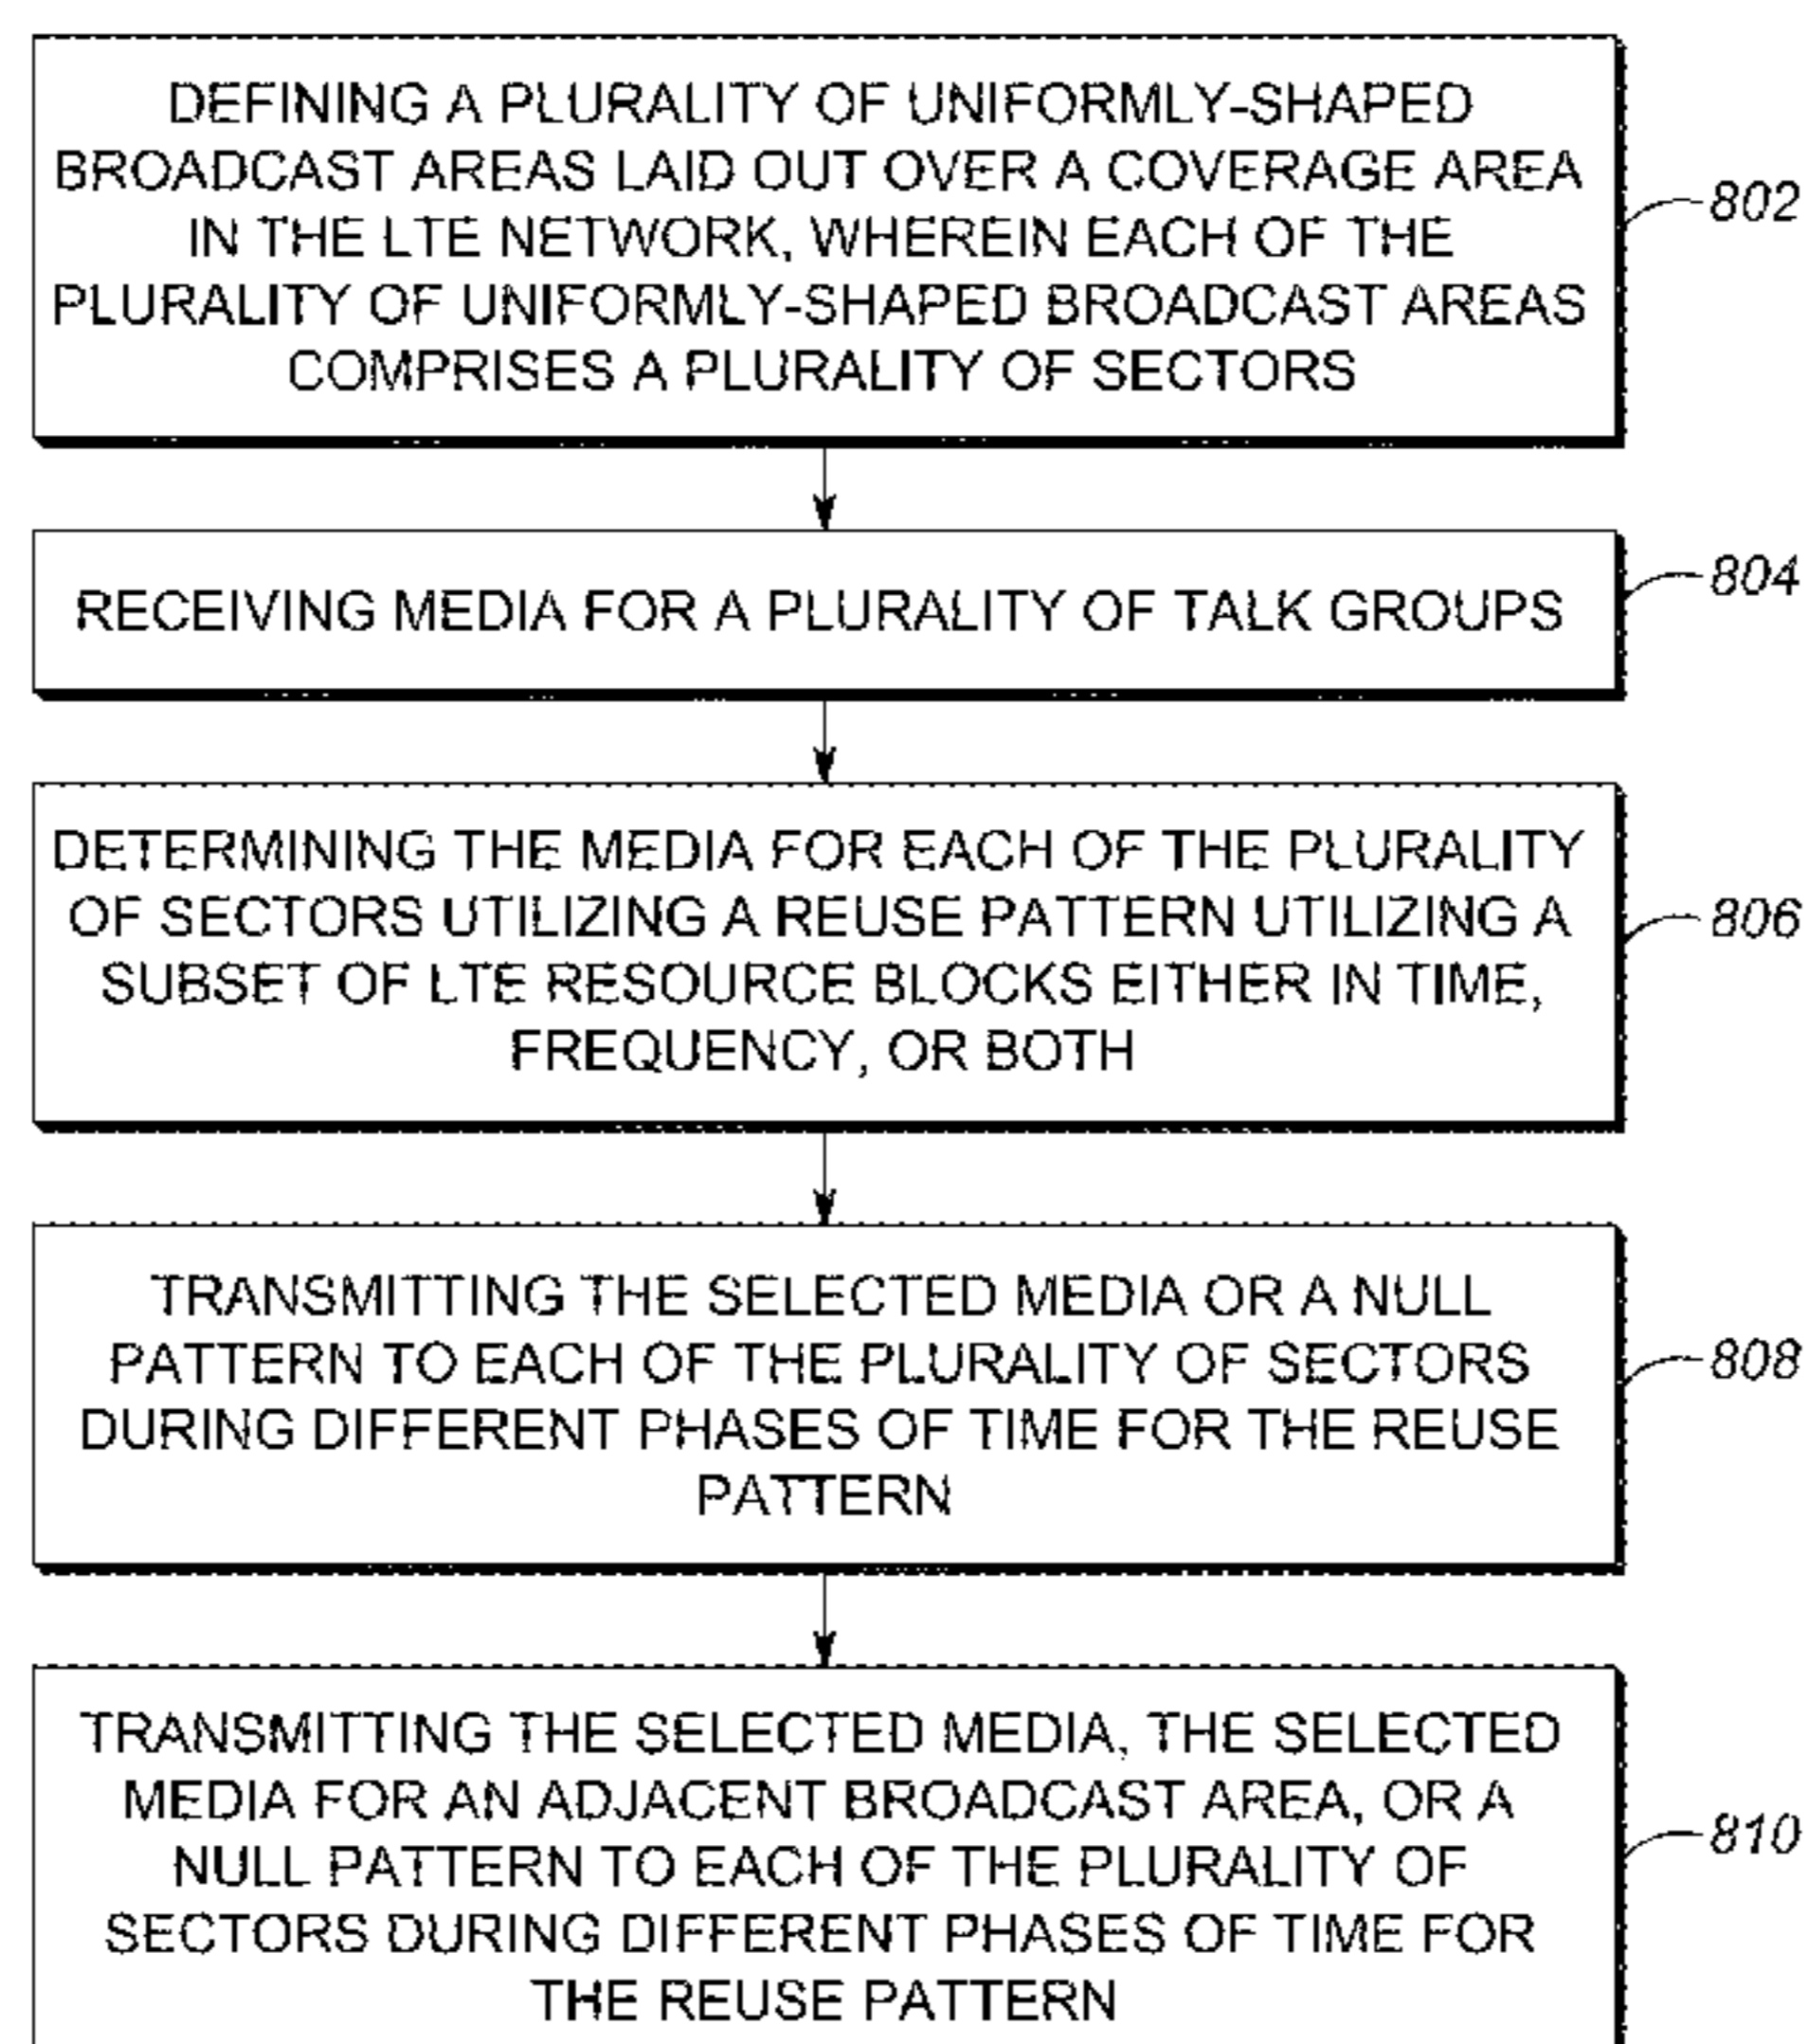 DEFINING A PLURALITY OF UNIFORMLY-SHAPED
BROADCAST AREAS LAID OUT OVER A COVERAGE AREA
IN THE LTE NETWORK, WHEREIN EACH OF THE
PLURALITY OF UNIFORMLY-SHAPED BROADCAST AREAS
COMPRISES A PLURALITY OF SECTORS
802
RECEIVING MEDIA FOR A PLURALITY OF TALK GROUPS
804
DETERMINING THE MEDIA FOR EACH OF THE PLURALITY
OF SECTORS UTILIZING A REUSE PATTERN UTILIZING A
SUBSET OF LTE RESOURCE BLOCKS EITHER IN TIME,
FREQUENCY, OR BOTH
806
TRANSMITTING THE SELECTED MEDIA OR A NULL
PATTERN TO EACH OF THE PLURALITY OF SECTORS
DURING DIFFERENT PHASES OF TIME FOR THE REUSE
PATTERN
808
TRANSMITTING THE SELECTED MEDIA, THE SELECTED
MEDIA FOR AN ADJACENT BROADCAST AREA, OR A
NULL PATTERN TO EACH OF THE PLURALITY OF
SECTORS DURING DIFFERENT PHASES OF TIME FOR
THE REUSE PATTERN
810